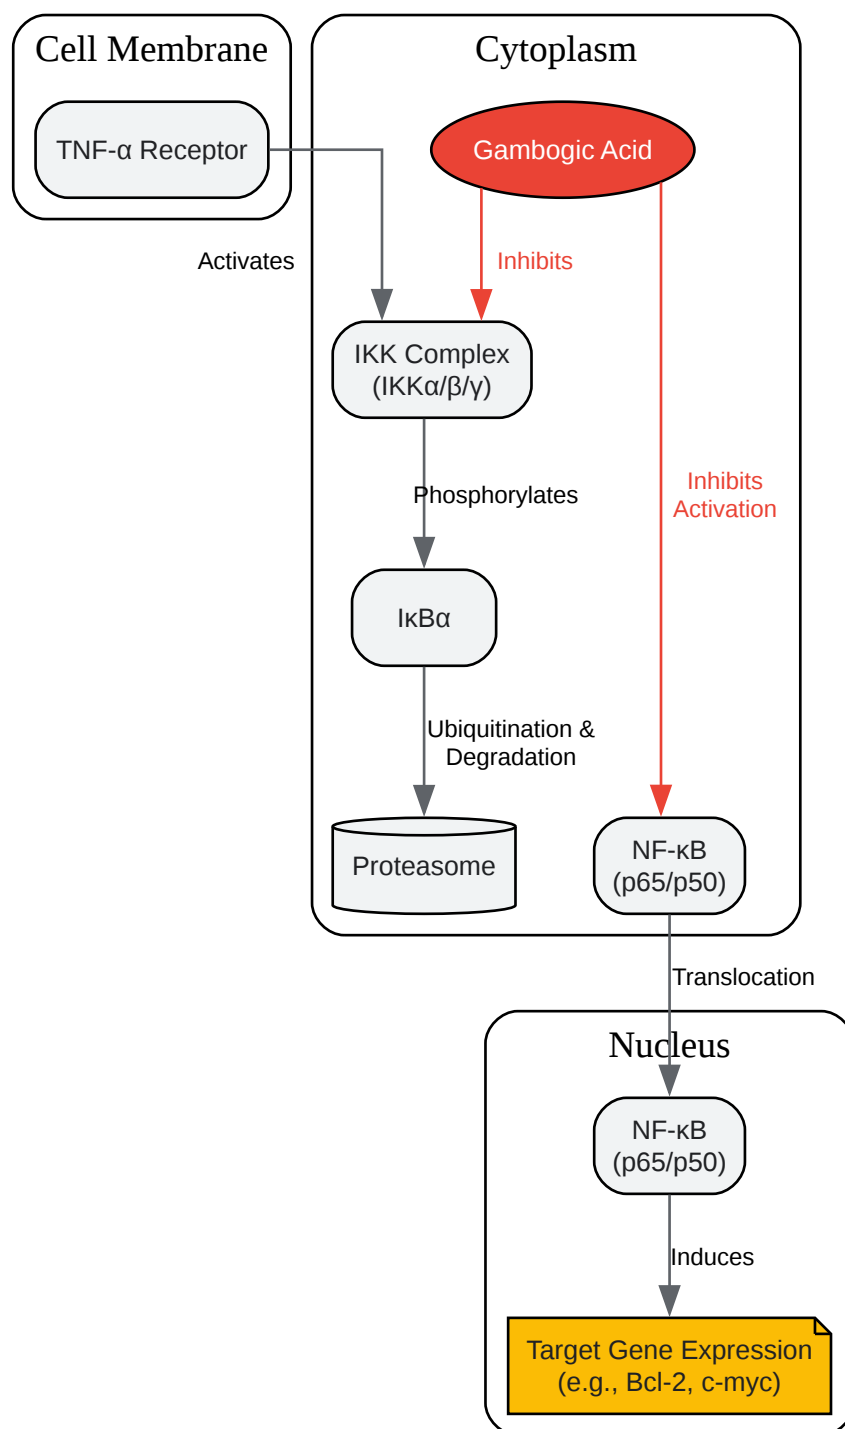 Cell Membrane
Cytoplasm
TNF-α Receptor
Gambogic Acid
Activates
Inhibits
IKK Complex
(IKKα/β/γ)
Phosphorylates
Inhibits
Activation
IκBα
Ubiquitination &
Degradation
Proteasome
NF-κB
(p65/p50)
Translocation
Nucleus
NF-κB
(p65/p50)
Induces
Target Gene Expression
(e.g., Bcl-2, c-myc)